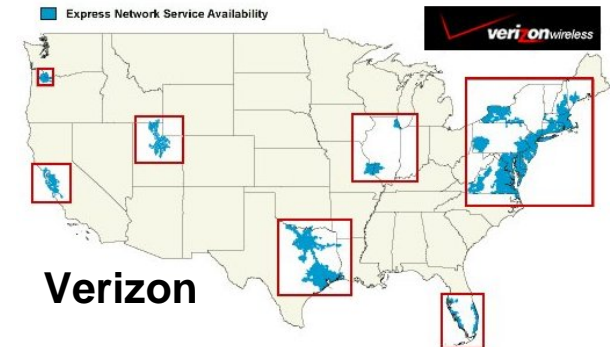 Express Network Service Availability
verizonwireless
Verizon